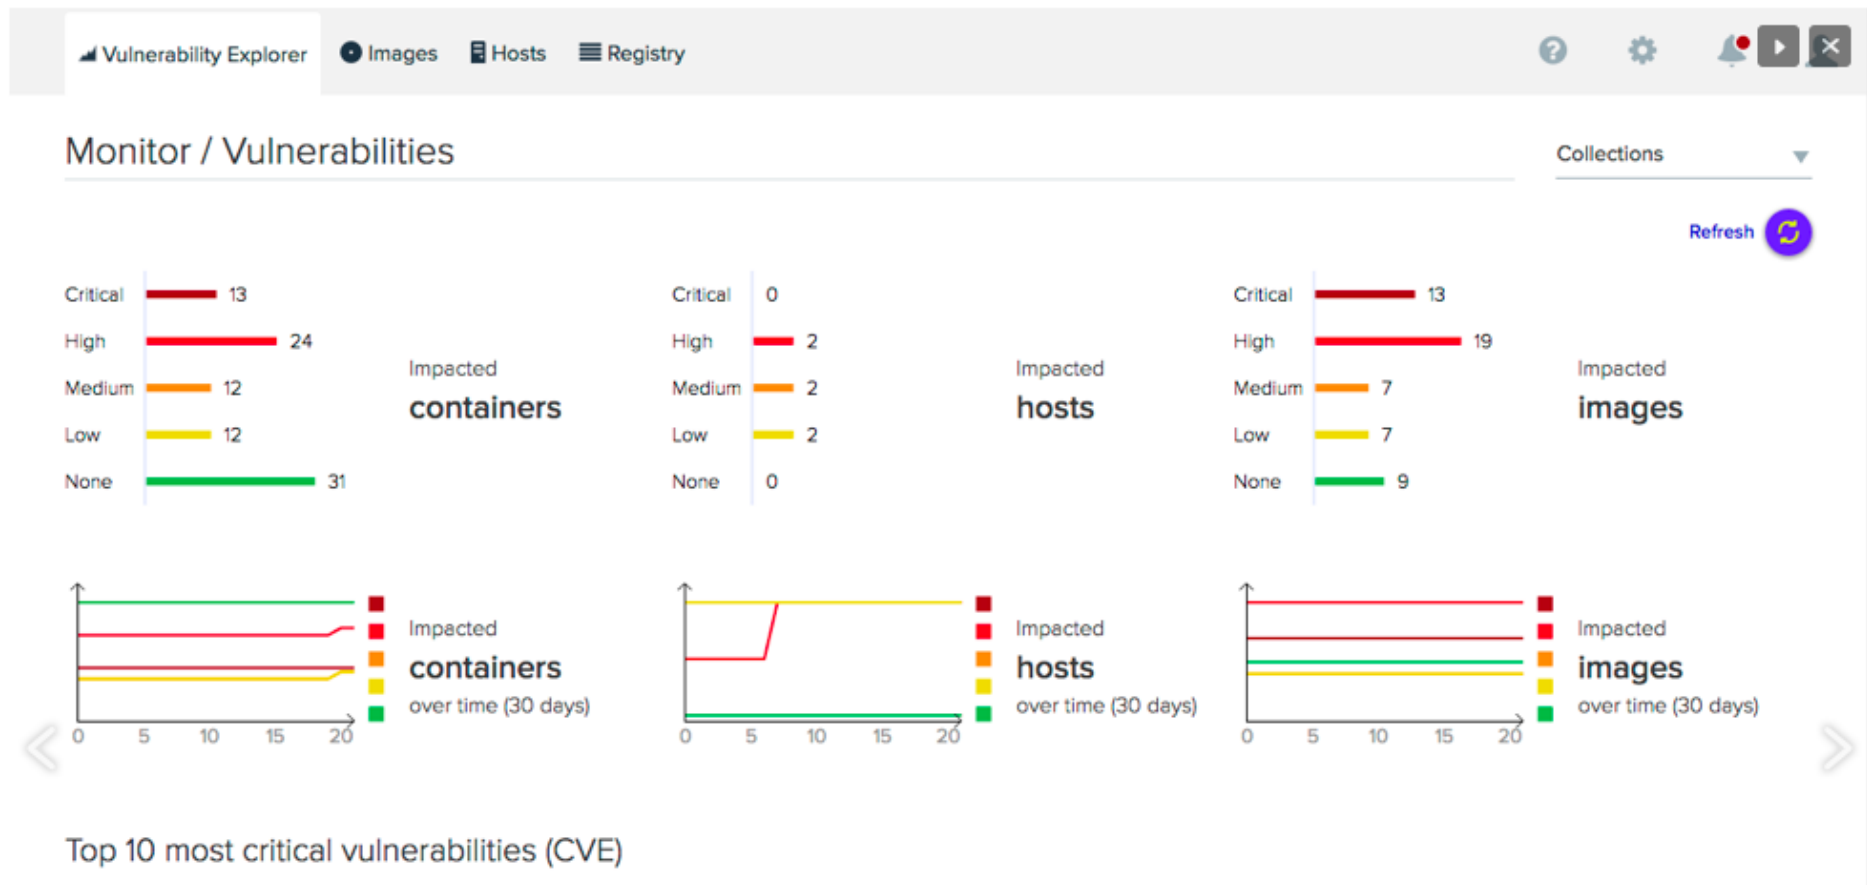 Vulnerability Explorer Images Hosts Registry
Monitor / Vulnerabilities
Collections
Refresh
Critical 13
High 24
Medium 12
Low 12
None 31
Impacted
containers
Critical 0
High 2
Medium 2
Low 2
None 0
Impacted
hosts
Critical 13
High 19
Medium 7
Low 7
None 9
Impacted
images
0 5 10 15 20
Impacted
containers
over time (30 days)
0 5 10 15 20
Impacted
hosts
over time (30 days)
0 5 10 15 20
Impacted
images
over time (30 days)
Top 10 most critical vulnerabilities (CVE)